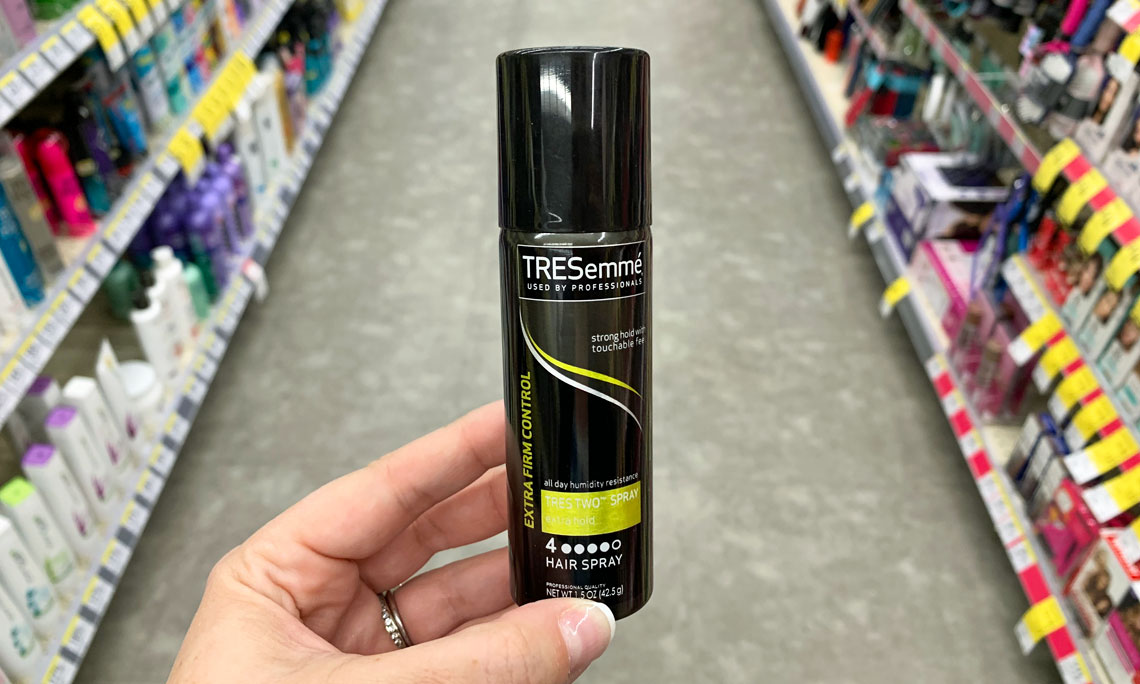 TRESemmé
USED BY PROFESSIONALS
strong hold with
touchable feel
EXTRA FIRM CONTROL
all day humidity resistance
TRES TWO™ SPRAY
extra hold
4
HAIR SPRAY
PROFESSIONAL QUALITY
NET WT 1.5 OZ (42.5 g)